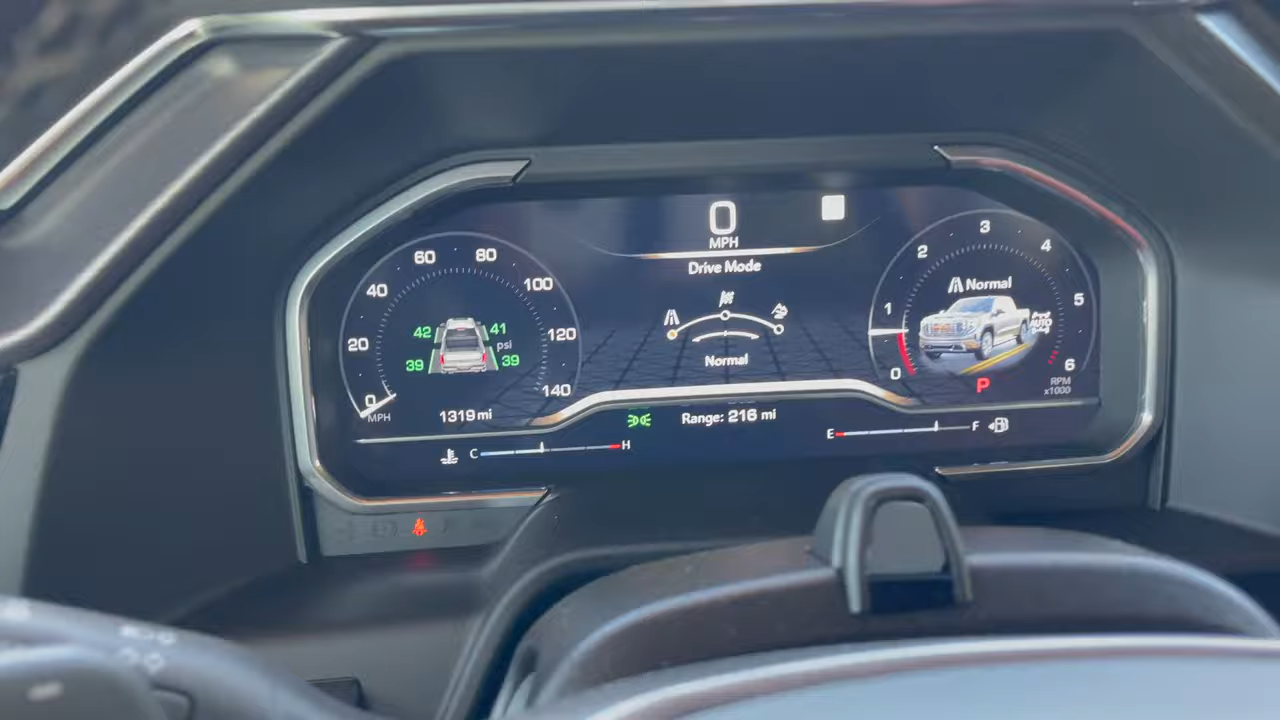 0
MPH
Drive Mode
Normal
0
20
40
60
80
100
120
140
MPH
42
41
psi
39
39
1319 mi
Range: 216 mi
C
H
E
F
0
1
2
3
4
5
6
Normal
AUTO
P
RPM
x1000